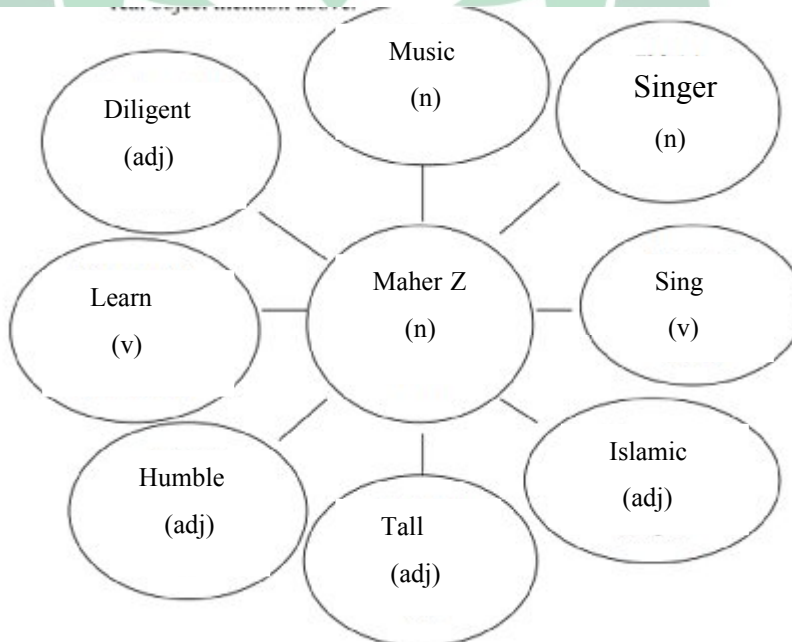 Music
(n)
Singer
(n)
Diligent
(adj)
Maher Z
(n)
Sing
(v)
Learn
(v)
Islamic
(adj)
Humble
(adj)
Tall
(adj)